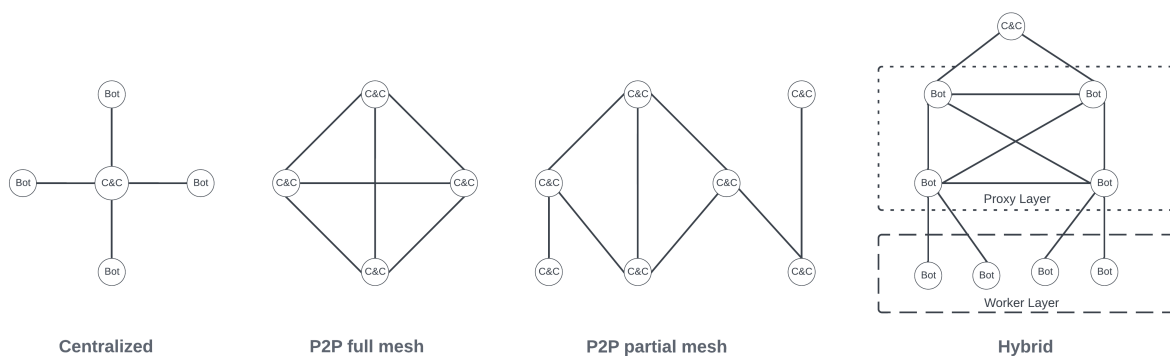 Bot
Bot
C&C
Bot
Bot
Centralized
C&C
C&C
C&C
C&C
P2P full mesh
C&C
C&C
C&C
C&C
C&C
C&C
C&C
P2P partial mesh
C&C
Bot
Bot
Bot
Bot
Proxy Layer
Bot
Bot
Bot
Bot
Worker Layer
Hybrid